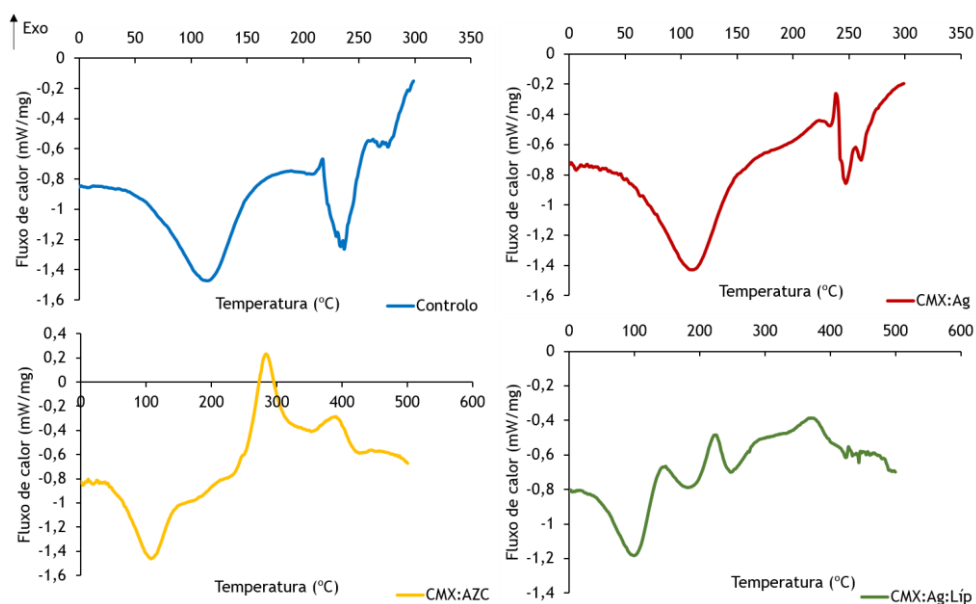 Exo
0 50 100 150 200 250 300 350
0
-0,2
-0,4
-0,6
-0,8
-1
-1,2
-1,4
-1,6
Fluxo de calor (mW/mg)
Temperatura (ºC)
Controlo
0 50 100 150 200 250 300 350
0
-0,2
-0,4
-0,6
-0,8
-1
-1,2
-1,4
-1,6
Fluxo de calor (mW/mg)
Temperatura (ºC)
CMX:Ag
0,4
0,2
0
-0,2
-0,4
-0,6
-0,8
-1
-1,2
-1,4
-1,6
0 100 200 300 400 500 600
Fluxo de calor (mW/mg)
Temperatura (ºC)
CMX:AZC
0 100 200 300 400 500 600
0
-0,2
-0,4
-0,6
-0,8
-1
-1,2
-1,4
Fluxo de calor (mW/mg)
Temperatura (ºC)
CMX:Ag:Líp